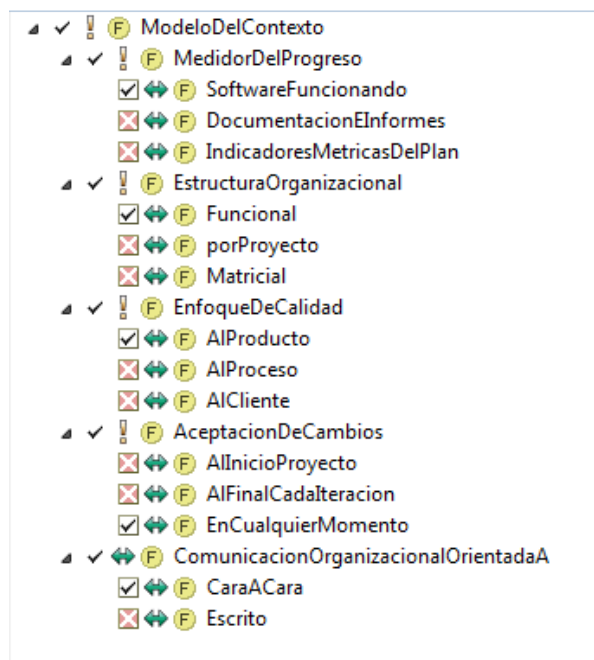 F ModeloDelContexto
F MedidorDelProgreso
F SoftwareFuncionando
F DocumentacionEInformes
F IndicadoresMetricasDelPlan
F EstructuraOrganizacional
F Funcional
F porProyecto
F Matricial
F EnfoqueDeCalidad
F AlProducto
F AlProceso
F AlCliente
F AceptacionDeCambios
F AlInicioProyecto
F AlFinalCadaIteracion
F EnCualquierMomento
F ComunicacionOrganizacionalOrientadaA
F CaraACara
F Escrito